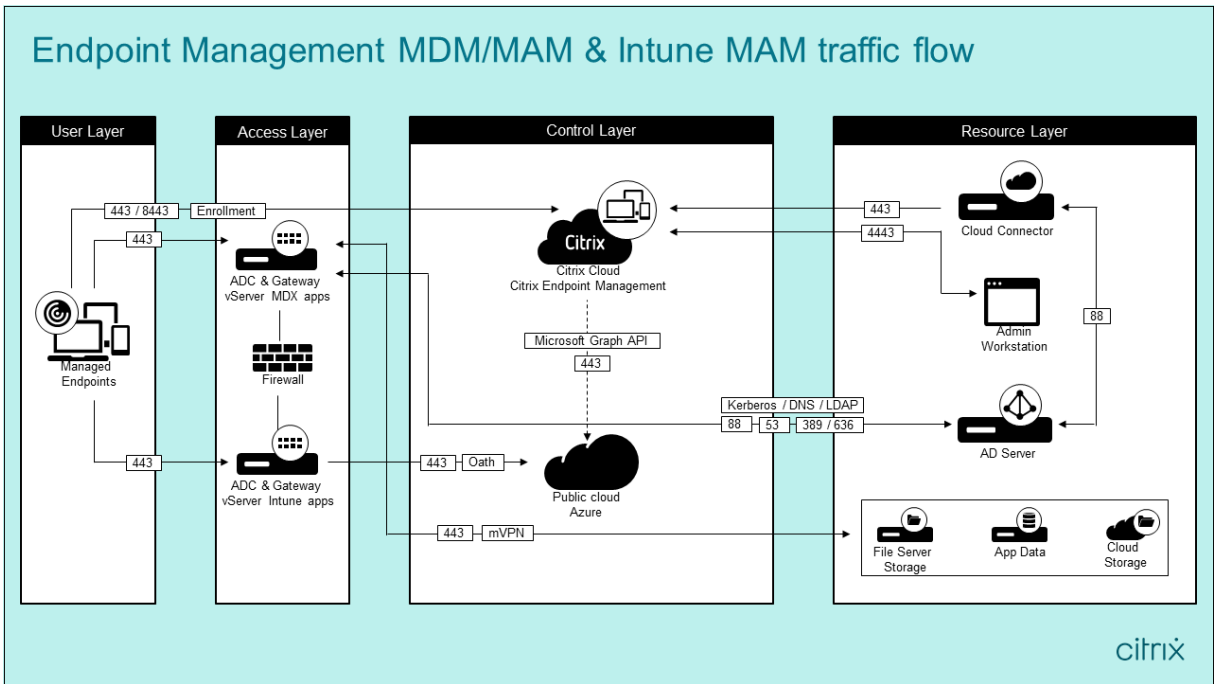 Endpoint Management MDM/MAM & Intune MAM traffic flow
User Layer
Access Layer
Control Layer
Resource Layer
443 / 8443
Enrollment
443
443
4443
Cloud Connector
Citrix
Citrix Cloud
Citrix Endpoint Management
ADC & Gateway
vServer MDX apps
Admin
Workstation
88
Microsoft Graph API
443
Managed
Endpoints
Firewall
Kerberos / DNS / LDAP
88
53
389 / 636
AD Server
443
ADC & Gateway
vServer Intune apps
443
Oath
Public cloud
Azure
443
mVPN
File Server
Storage
App Data
Cloud
Storage
citrix